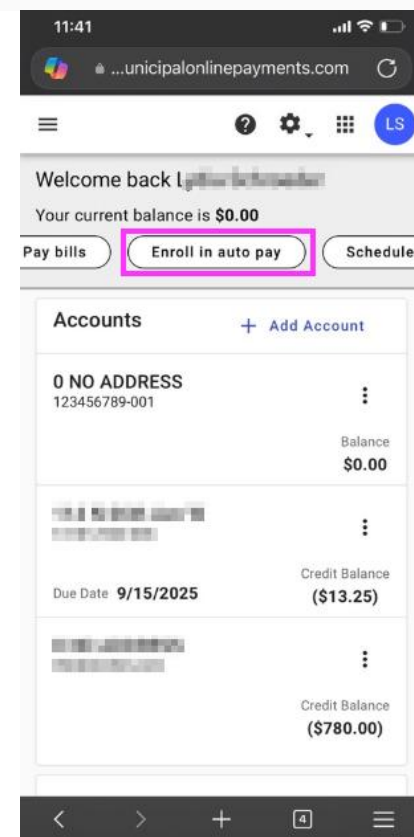 11:41
...unicipalonlinepayments.com
LS
Welcome back
Your current balance is $0.00
Pay bills Enroll in auto pay Schedule
Accounts + Add Account
0 NO ADDRESS
123456789-001
Balance
$0.00
Credit Balance
Due Date 9/15/2025 ($13.25)
Credit Balance
($780.00)
4